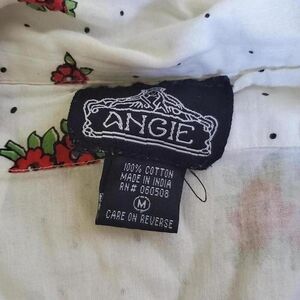 ANGIE
100% COTTON
MADE IN INDIA
RN# 060508
M
CARE ON REVERSE